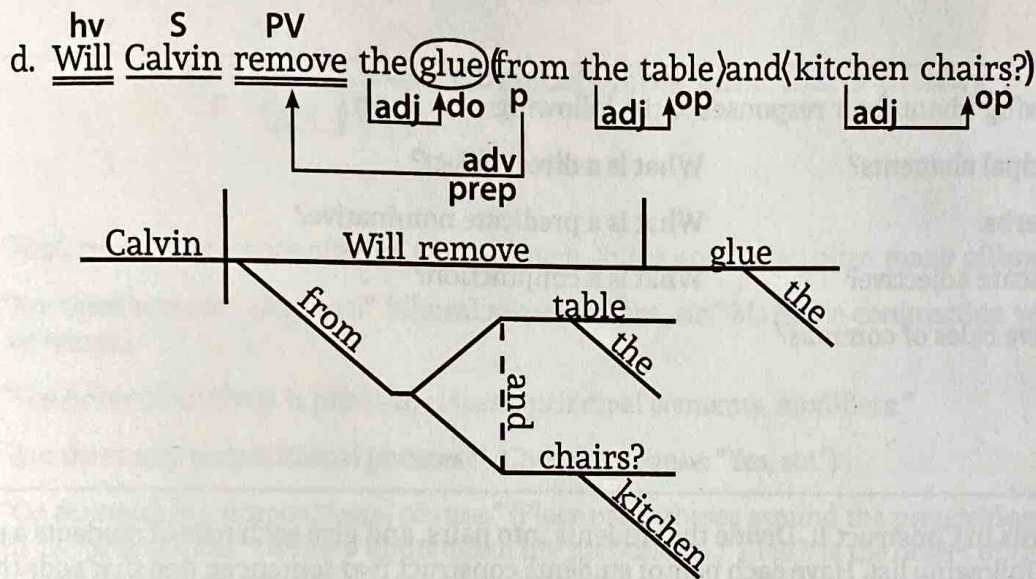 hv S PV
d. Will Calvin remove the glue (from the table) and (kitchen chairs?)
adj do p adj op adj op
adv
prep
Calvin Will remove glue
the
from
table
the
and
chairs?
kitchen